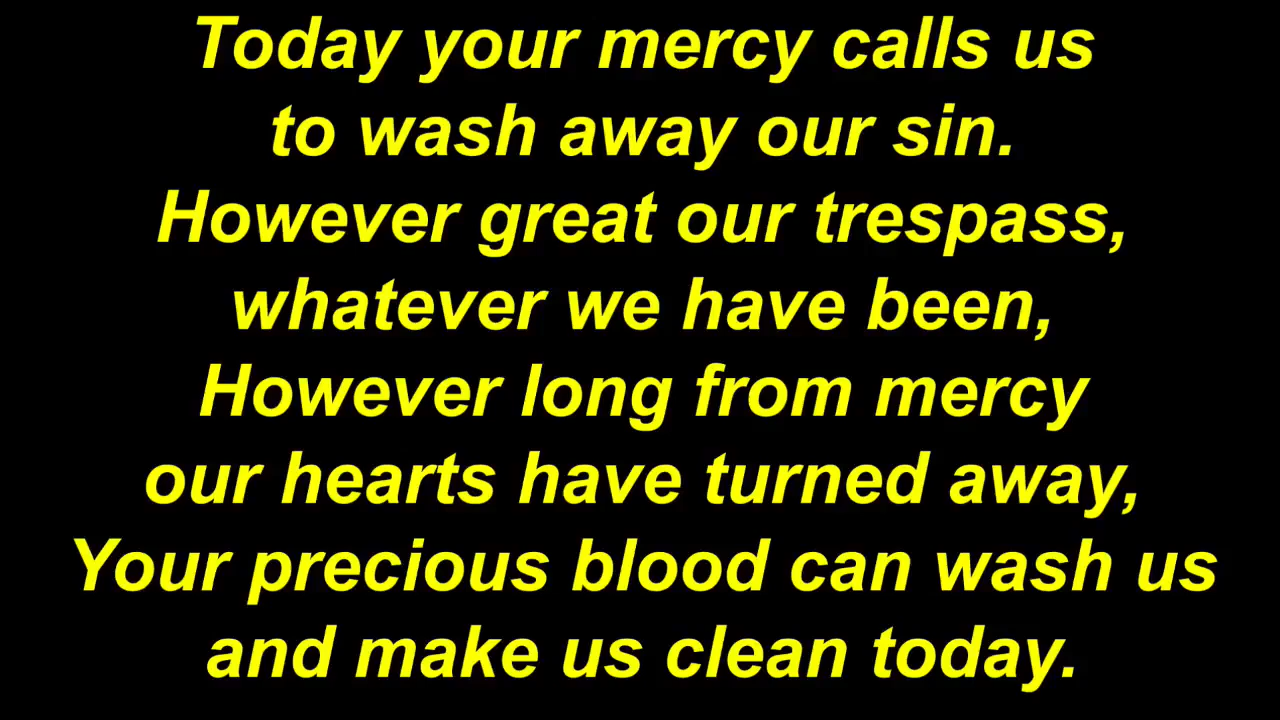 Today your mercy calls us
to wash away our sin.
However great our trespass,
whatever we have been,
However long from mercy
our hearts have turned away,
Your precious blood can wash us
and make us clean today.